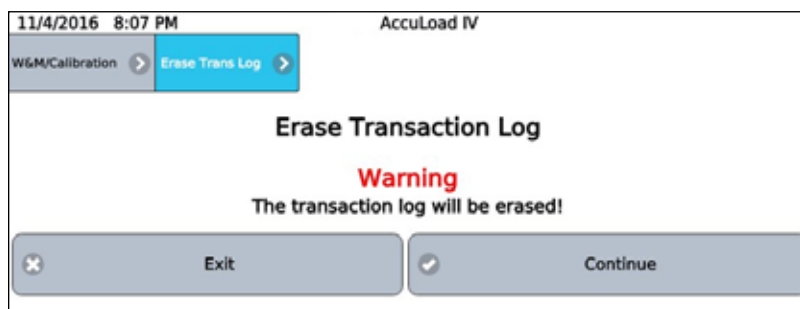 11/4/2016 8:07 PM AccuLoad IV
W&M/Calibration Erase Trans Log
Erase Transaction Log
Warning
The transaction log will be erased!
Exit Continue